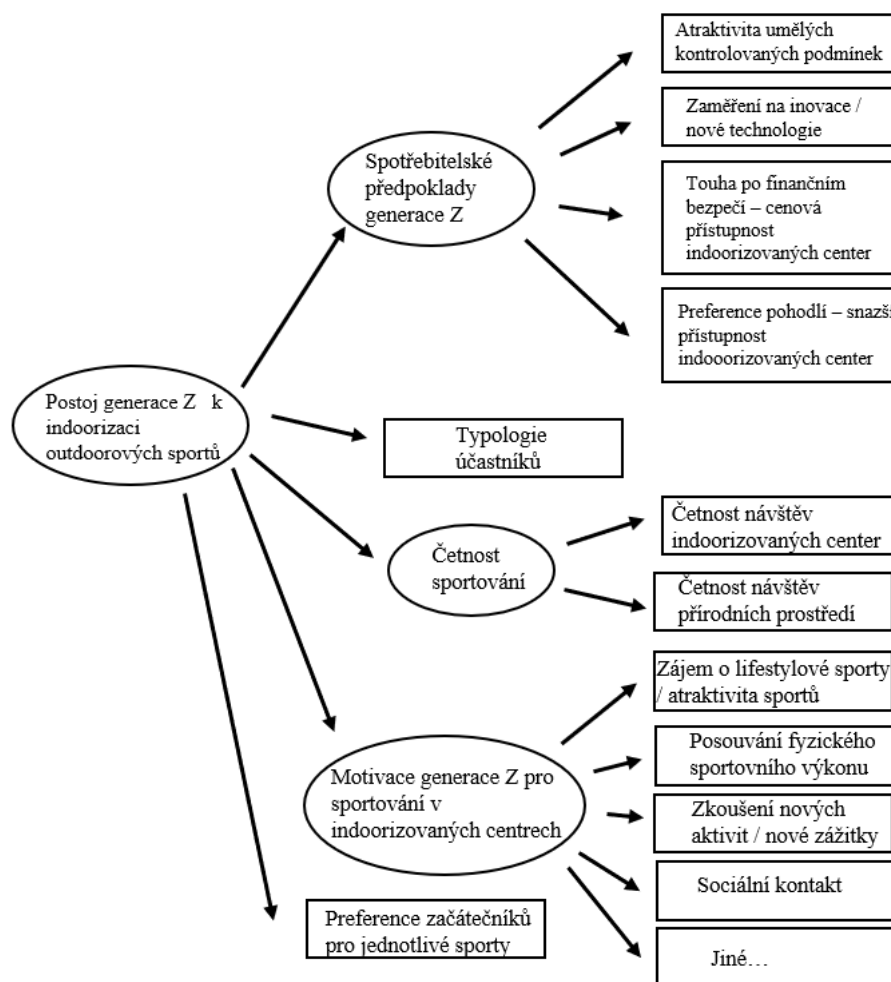 Atraktivita umělých
kontrolovaných podmínek
Zaměření na inovace /
nové technologie
Spotřebitelské
předpoklady
generace Z
Touha po finančním
bezpečí – cenová
přístupnost
indoorizovaných center
Preference pohodlí – snazší
přístupnost
indooorizovaných center
Postoj generace Z k
indoorizaci
outdoorových sportů
Typologie
účastníků
Četnost
sportování
Četnost návštěv
indoorizovaných center
Četnost návštěv
přírodních prostředí
Motivace generace Z pro
sportování v
indoorizovaných centrech
Zájem o lifestylové sporty
/ atraktivita sportů
Posouvání fyzického
sportovního výkonu
Zkoušení nových
aktivit / nové zážitky
Sociální kontakt
Jiné…
Preference začátečníků
pro jednotlivé sporty